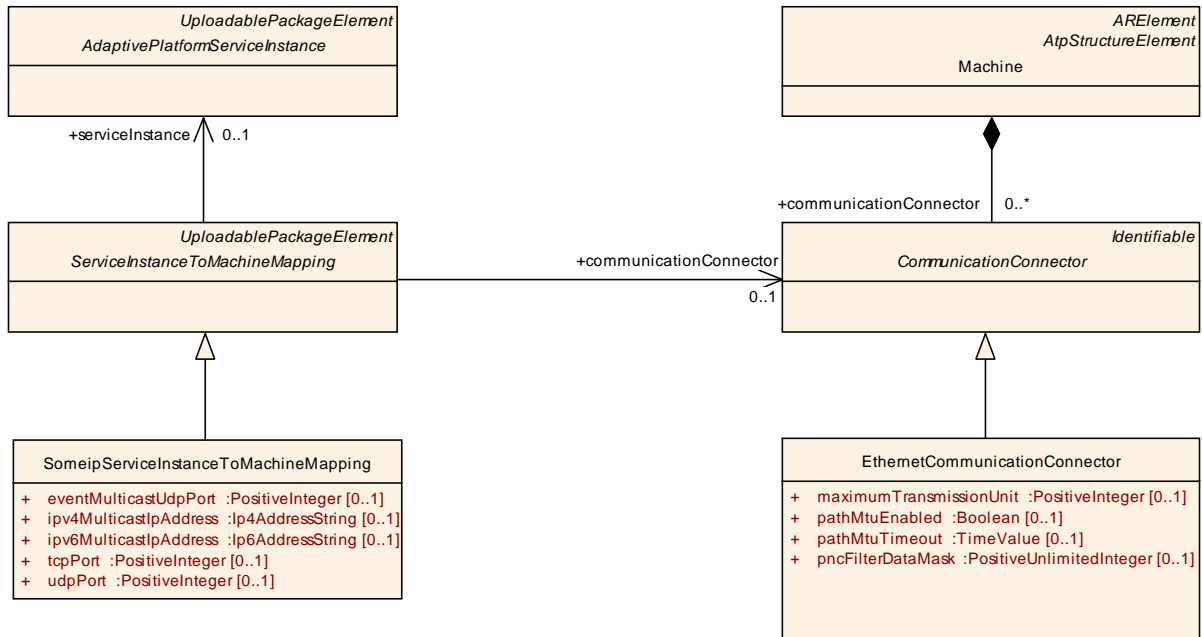 UploadablePackageElement
AdaptivePlatformServiceInstance
ARElement
AtpStructureElement
Machine
+serviceInstance 0..1
+communicationConnector 0..*
UploadablePackageElement
ServiceInstanceToMachineMapping
+communicationConnector
0..1
Identifiable
CommunicationConnector
SomeipServiceInstanceToMachineMapping
+ eventMulticastUdpPort :PositiveInteger [0..1]
+ ipv4MulticastIpAddress :Ip4AddressString [0..1]
+ ipv6MulticastIpAddress :Ip6AddressString [0..1]
+ tcpPort :PositiveInteger [0..1]
+ udpPort :PositiveInteger [0..1]
EthernetCommunicationConnector
+ maximumTransmissionUnit :PositiveInteger [0..1]
+ pathMtuEnabled :Boolean [0..1]
+ pathMtuTimeout :TimeValue [0..1]
+ pncFilterDataMask :PositiveUnlimitedInteger [0..1]